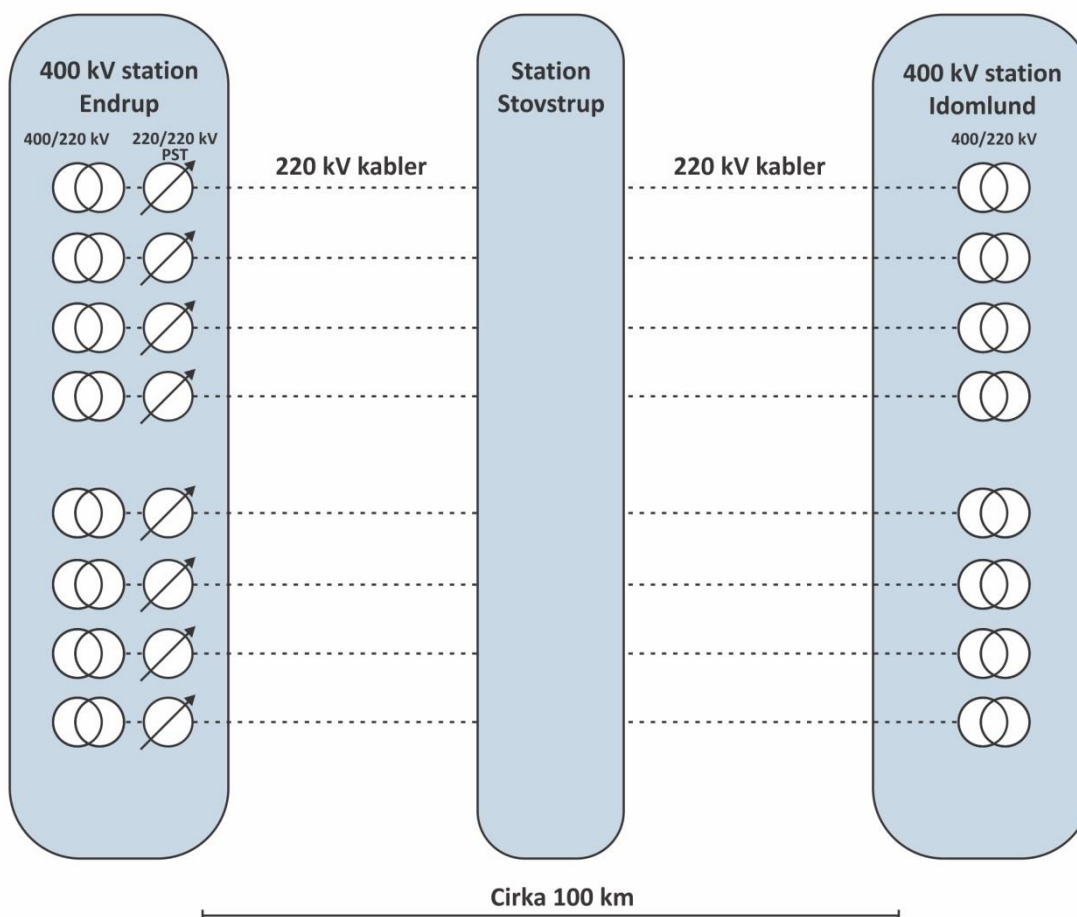 400 kV station
Endrup
400/220 kV
220/220 kV
PST
220 kV kabler
Station
Stovstrup
220 kV kabler
400 kV station
Idomlund
400/220 kV
Cirka 100 km